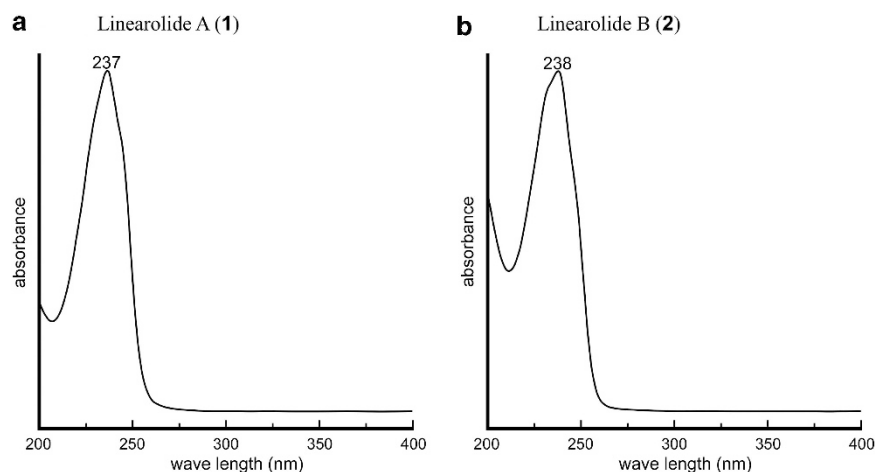 a Linearolide A (1)
237
absorbance
200 250 300 350 400
wave length (nm)
b Linearolide B (2)
238
absorbance
200 250 300 350 400
wave length (nm)